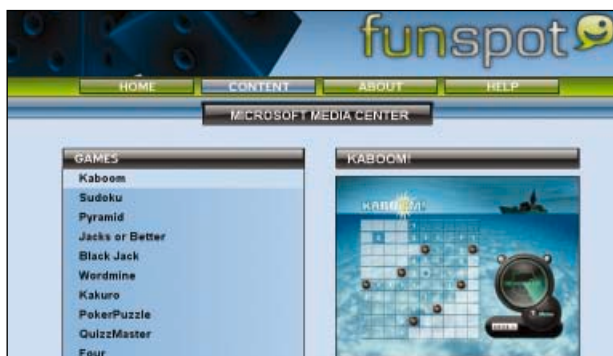 funspot
HOME CONTENT ABOUT HELP
MICROSOFT MEDIA CENTER
GAMES
Kaboom
Sudoku
Pyramid
Jacks or Better
Black Jack
Wordmine
Kakuro
PokerPuzzle
QuizzMaster
Four
KABOOM!
KABOOM!